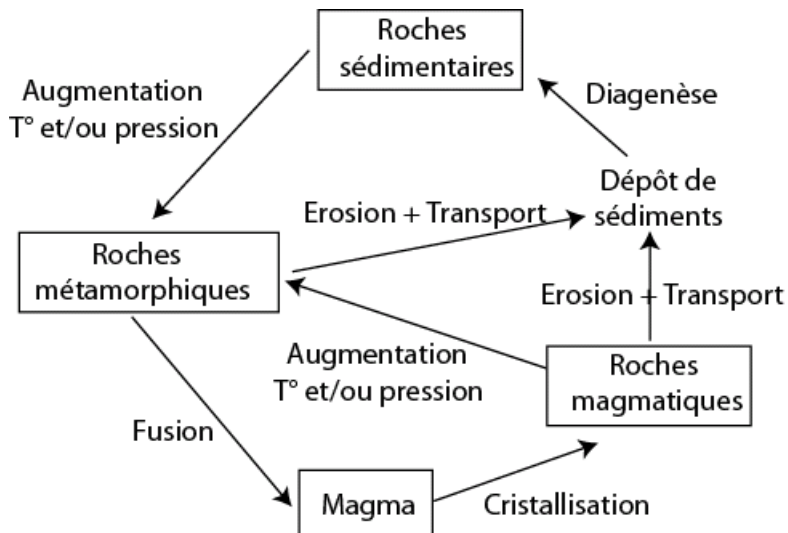 Roches
sédimentaires
Augmentation
T° et/ou pression
Diagenèse
Dépôt de
sédiments
Erosion + Transport
Roches
métamorphiques
Erosion + Transport
Augmentation
T° et/ou pression
Roches
magmatiques
Fusion
Magma
Cristallisation